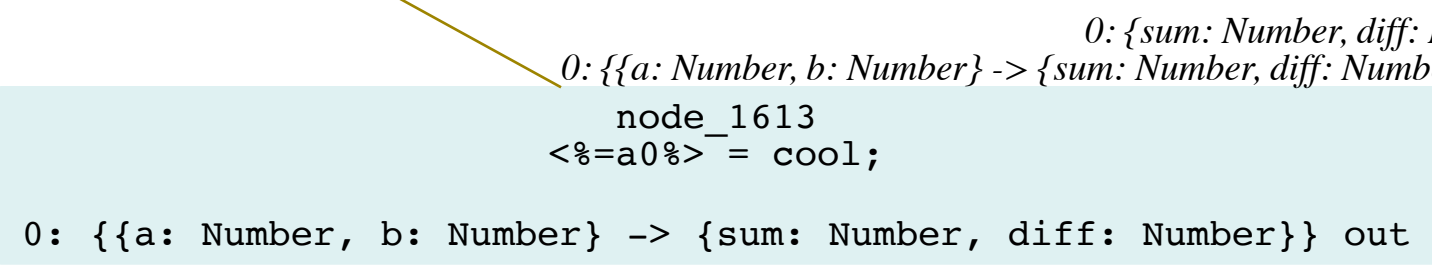 0: {sum: Number, diff:
0: {{a: Number, b: Number} -> {sum: Number, diff: Numb
node_1613
<%=a0%> = cool;
0: {{a: Number, b: Number} -> {sum: Number, diff: Number}} out